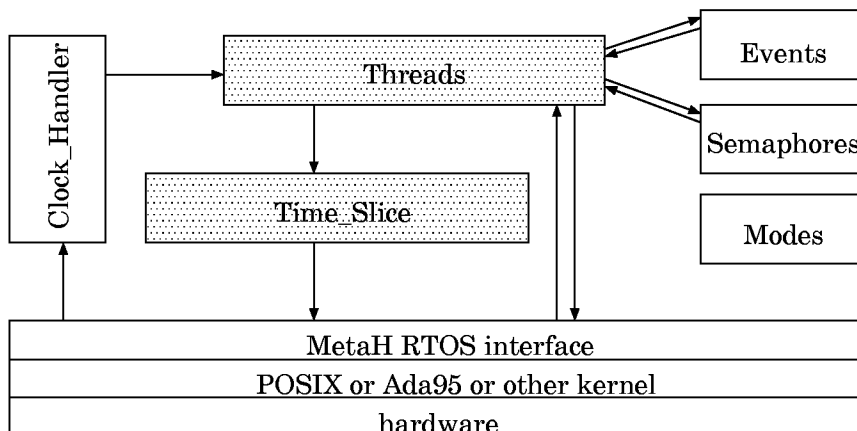 Clock_Handler
Threads
Events
Semaphores
Time_Slice
Modes
MetaH RTOS interface
POSIX or Ada95 or other kernel
hardware